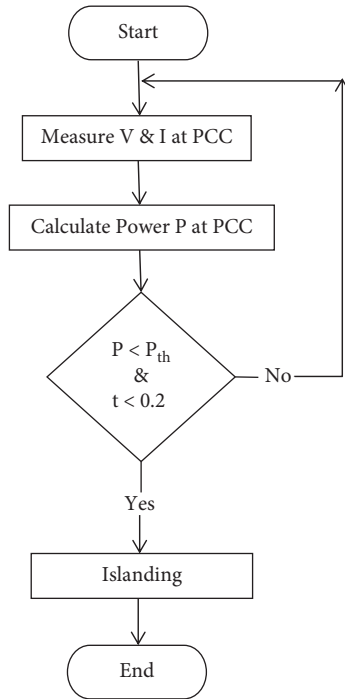 Start
Measure V & I at PCC
Calculate Power P at PCC
P < Pth
&
t < 0.2
No
Yes
Islanding
End